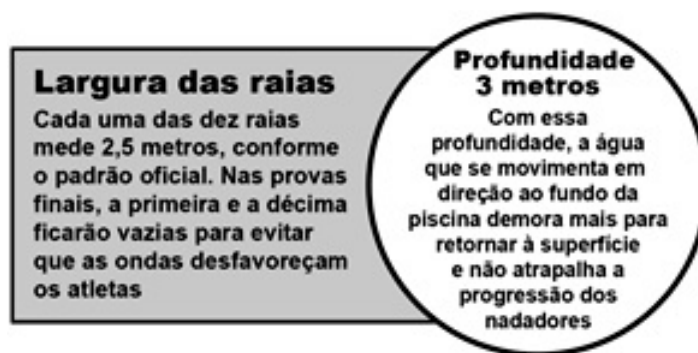 Largura das raias
Cada uma das dez raias
mede 2,5 metros, conforme
o padrão oficial. Nas provas
finais, a primeira e a décima
ficarão vazias para evitar
que as ondas desfavoreçam
os atletas
Profundidade
3 metros
Com essa
profundidade, a água
que se movimenta em
direção ao fundo da
piscina demora mais para
retornar à superfície
e não atrapalha a
progressão dos
nadadores